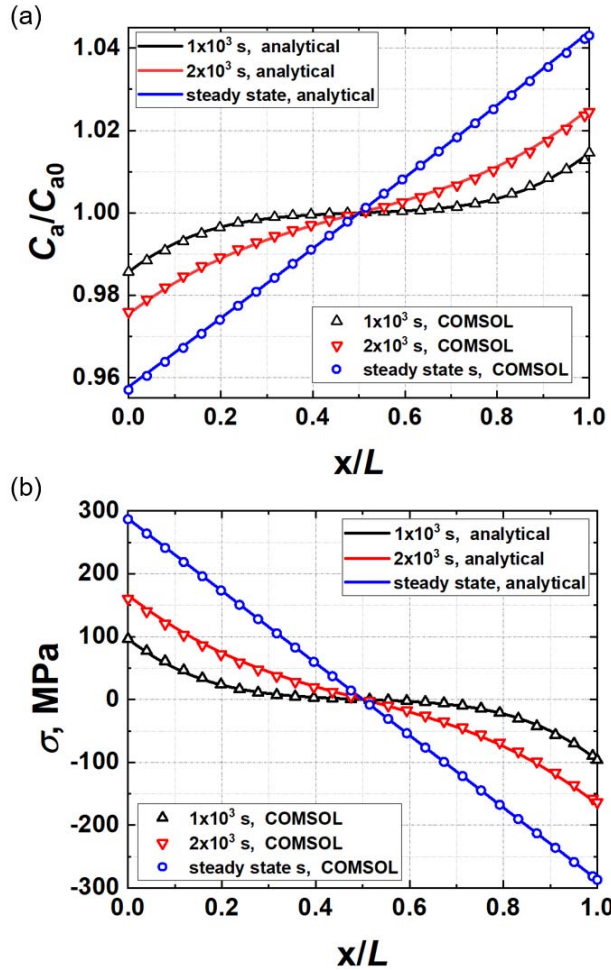 (a)
1x10³ s, analytical
2x10³ s, analytical
steady state, analytical
1.04
1.02
1.00
0.98
0.96
Cₐ/Cₐ₀
1x10³ s, COMSOL
2x10³ s, COMSOL
steady state s, COMSOL
0.0 0.2 0.4 0.6 0.8 1.0
x/L
(b)
300
200
100
0
-100
-200
-300
σ, MPa
1x10³ s, analytical
2x10³ s, analytical
steady state, analytical
1x10³ s, COMSOL
2x10³ s, COMSOL
steady state s, COMSOL
0.0 0.2 0.4 0.6 0.8 1.0
x/L